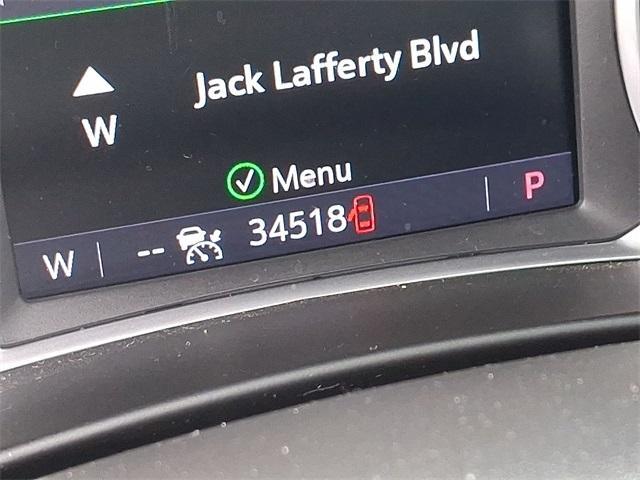 Jack Lafferty Blvd
W
Menu
W -- 34518 P